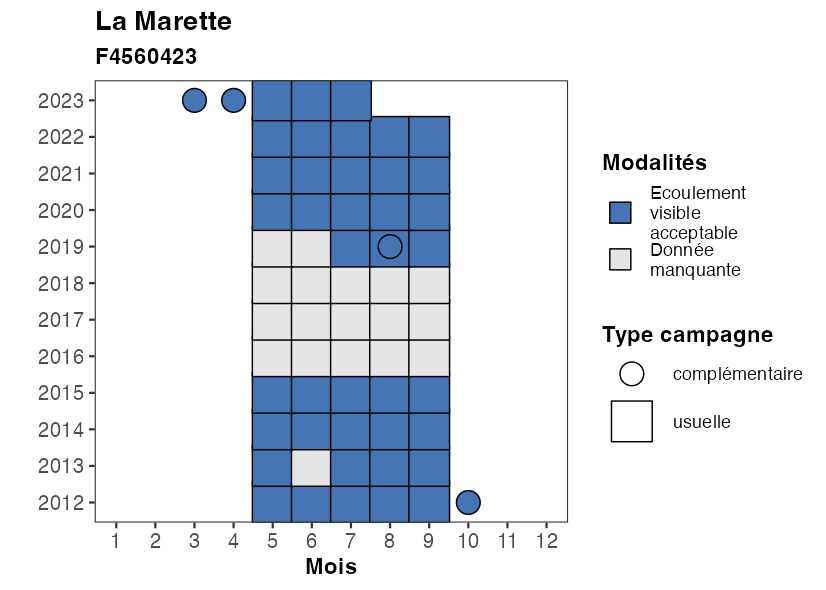 La Marette
F4560423
2023
2022
2021
2020
2019
2018
2017
2016
2015
2014
2013
2012
1 2 3 4 5 6 7 8 9 10 11 12
Mois
Modalités
Ecoulement
visible
acceptable
Donnée
manquante
Type campagne
complémentaire
usuelle